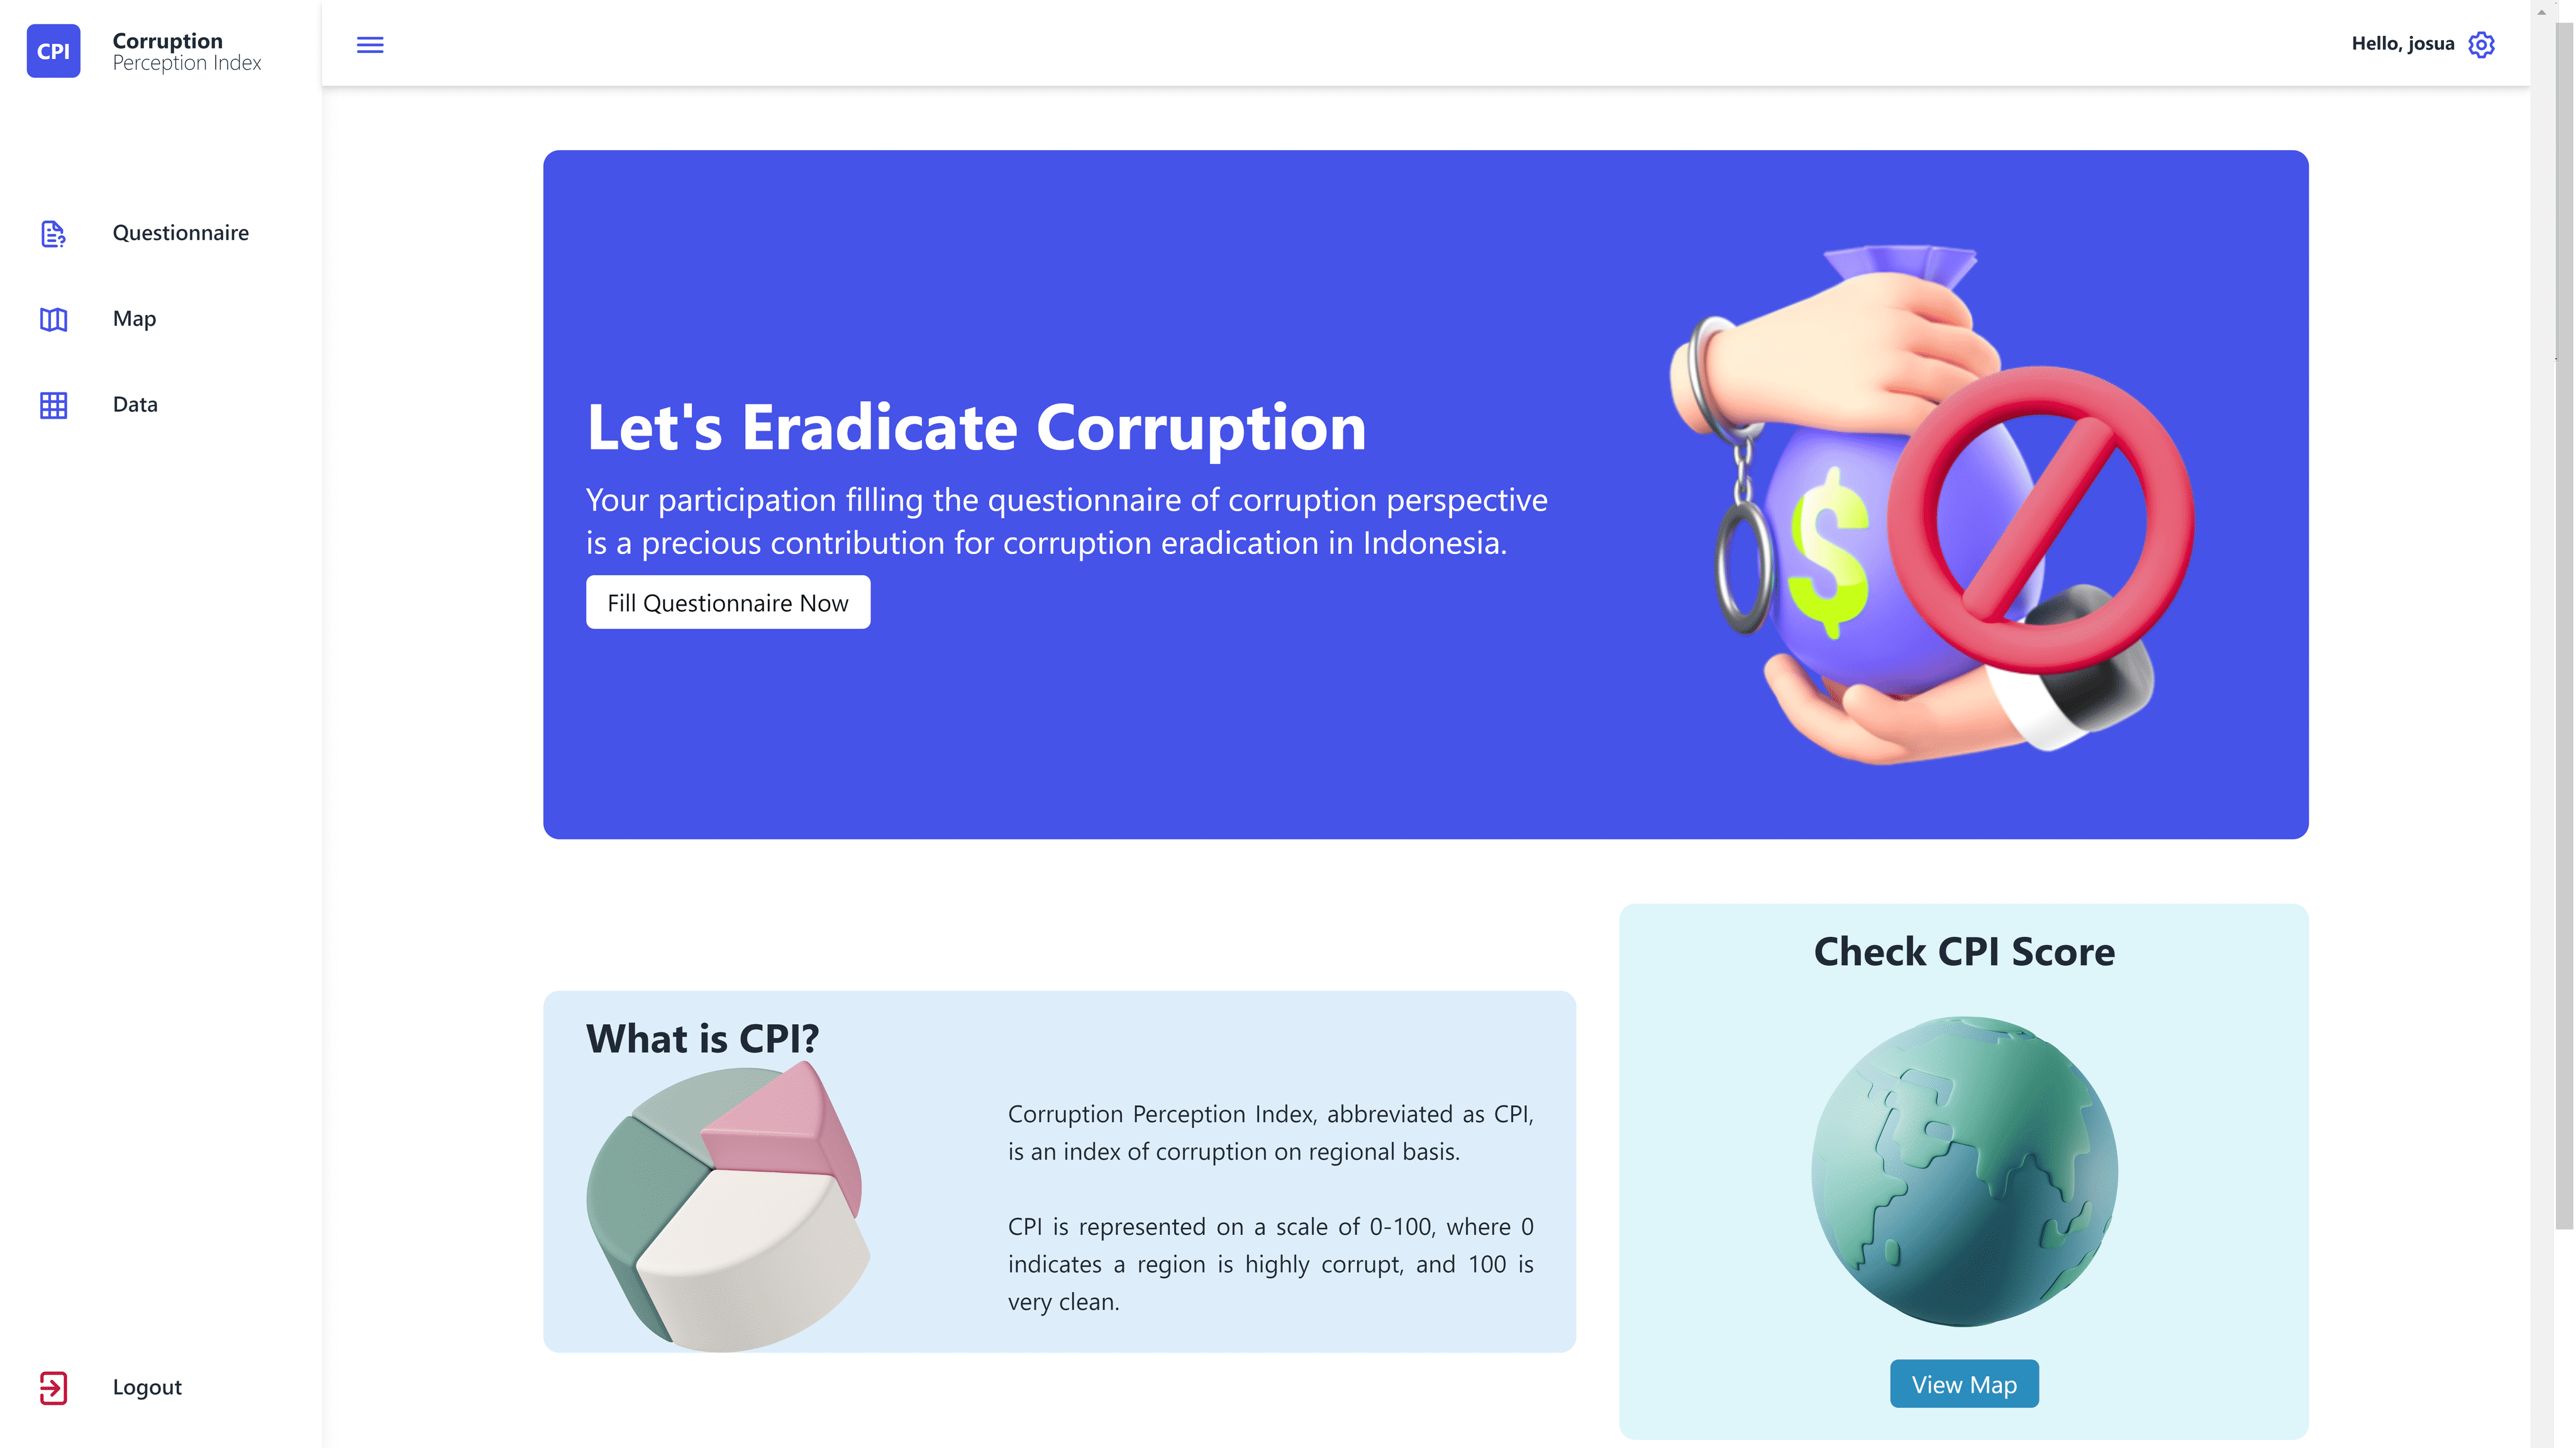 CPI
Corruption
Perception Index
Hello, josua
Questionnaire
Map
Data
Logout
Let's Eradicate Corruption
Your participation filling the questionnaire of corruption perspective
is a precious contribution for corruption eradication in Indonesia.
Fill Questionnaire Now
$
What is CPI?
Corruption Perception Index, abbreviated as CPI,
is an index of corruption on regional basis.
CPI is represented on a scale of 0-100, where 0
indicates a region is highly corrupt, and 100 is
very clean.
Check CPI Score
View Map